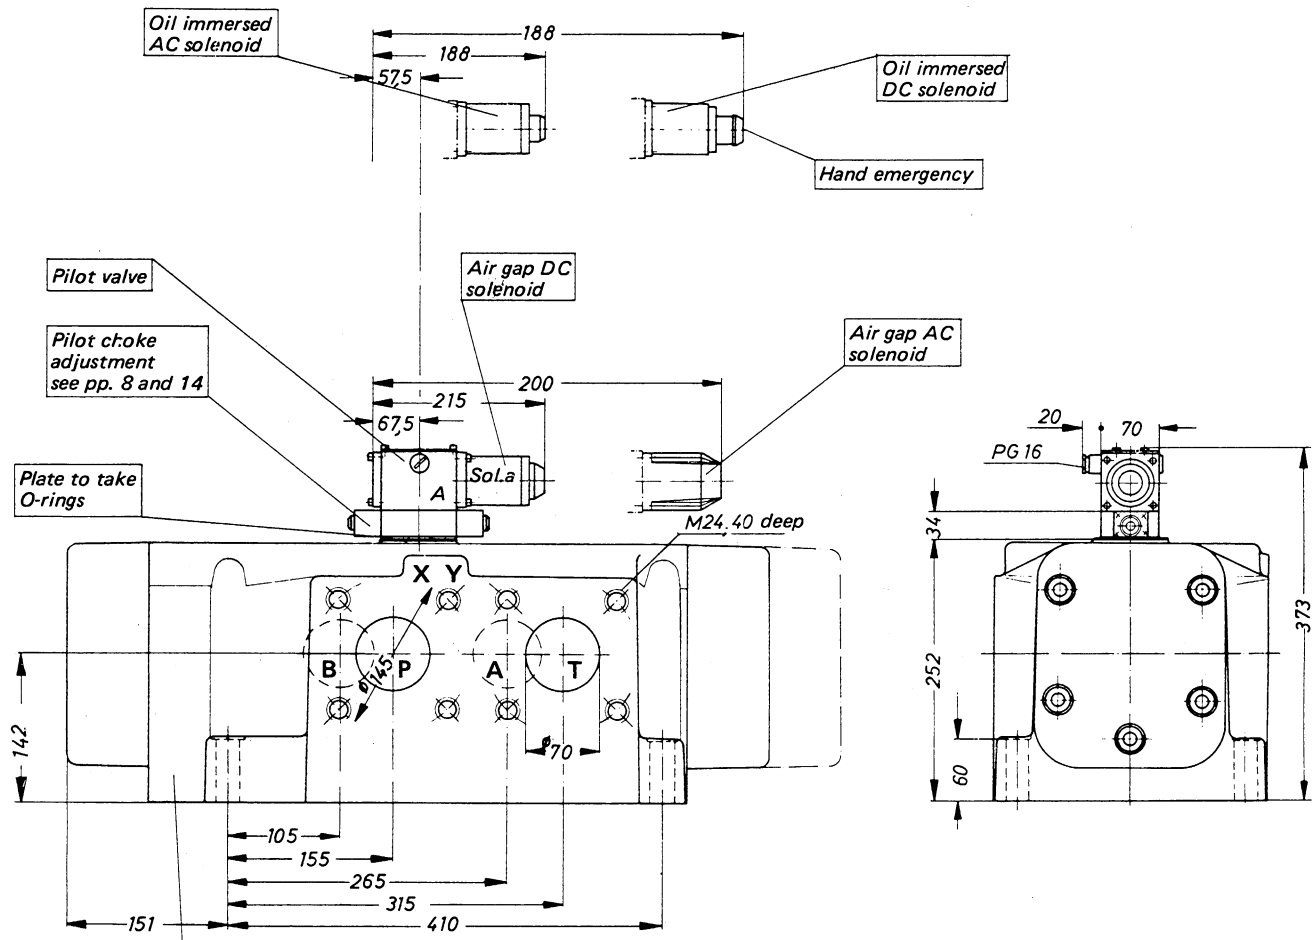 Oil immersed
AC solenoid
188
188
57,5
Oil immersed
DC solenoid
Hand emergency
Pilot valve
Air gap DC
solenoid
Pilot choke
adjustment
see pp. 8 and 14
Air gap AC
solenoid
200
215
67,5
20
70
PG 16
Plate to take
O-rings
Sol.a
A
M24.40 deep
34
X Y
B
P
A
T
ϕ 145
ϕ70
142
252
373
60
105
155
265
315
151
410